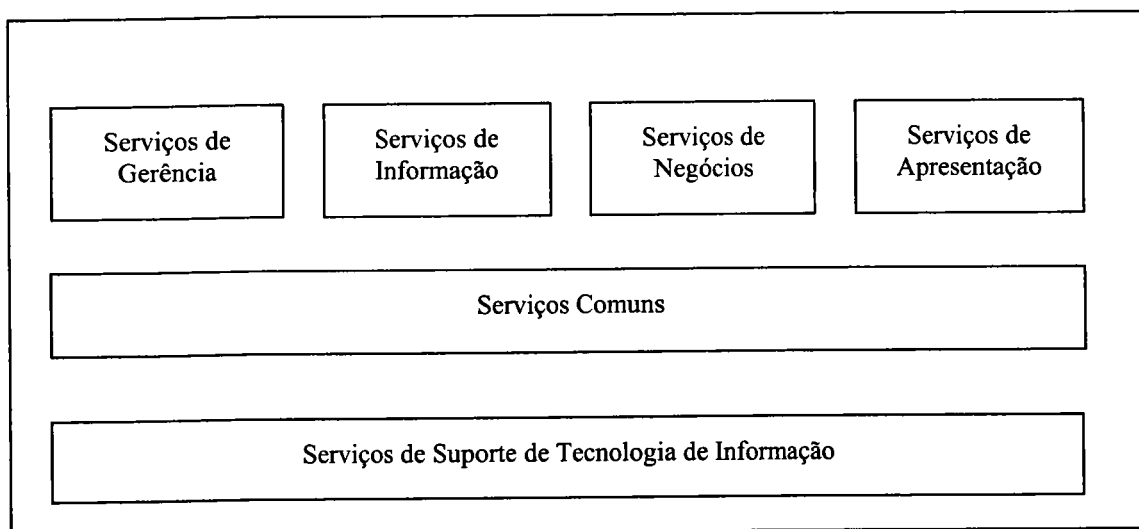 Serviços de
Gerência
Serviços de
Informação
Serviços de
Negócios
Serviços de
Apresentação
Serviços Comuns
Serviços de Suporte de Tecnologia de Informação